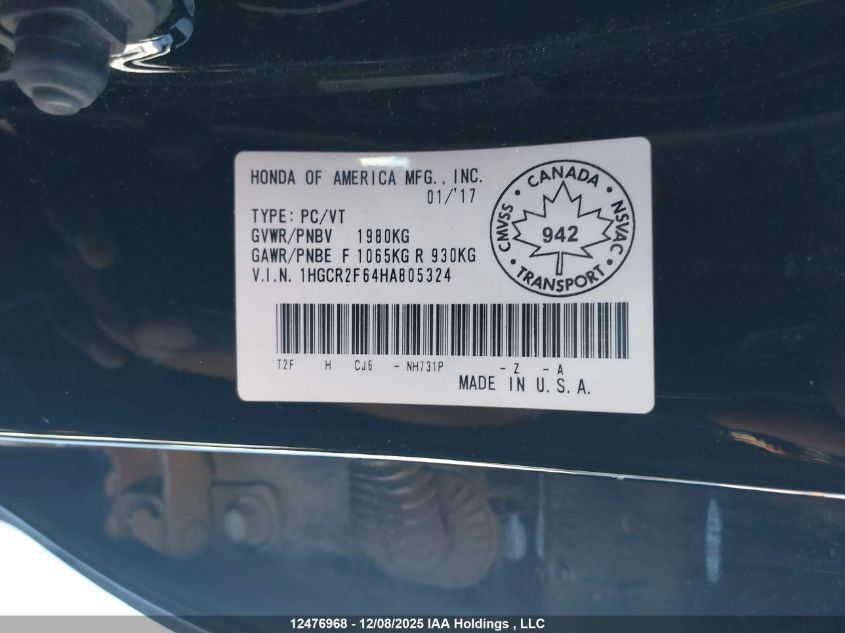 HONDA OF AMERICA MFG., INC.
01/'17
TYPE: PC/VT
GVWR/PNBV 1980KG
GAWR/PNBE F 1065KG R 930KG
V.I.N. 1HGCR2F64HA805324
CANADA
CMVSS
NSVAC
942
TRANSPORT
T2F H CJ6 - NH731P - Z - A
MADE IN U.S.A.
12476968 - 12/08/2025 IAA Holdings , LLC